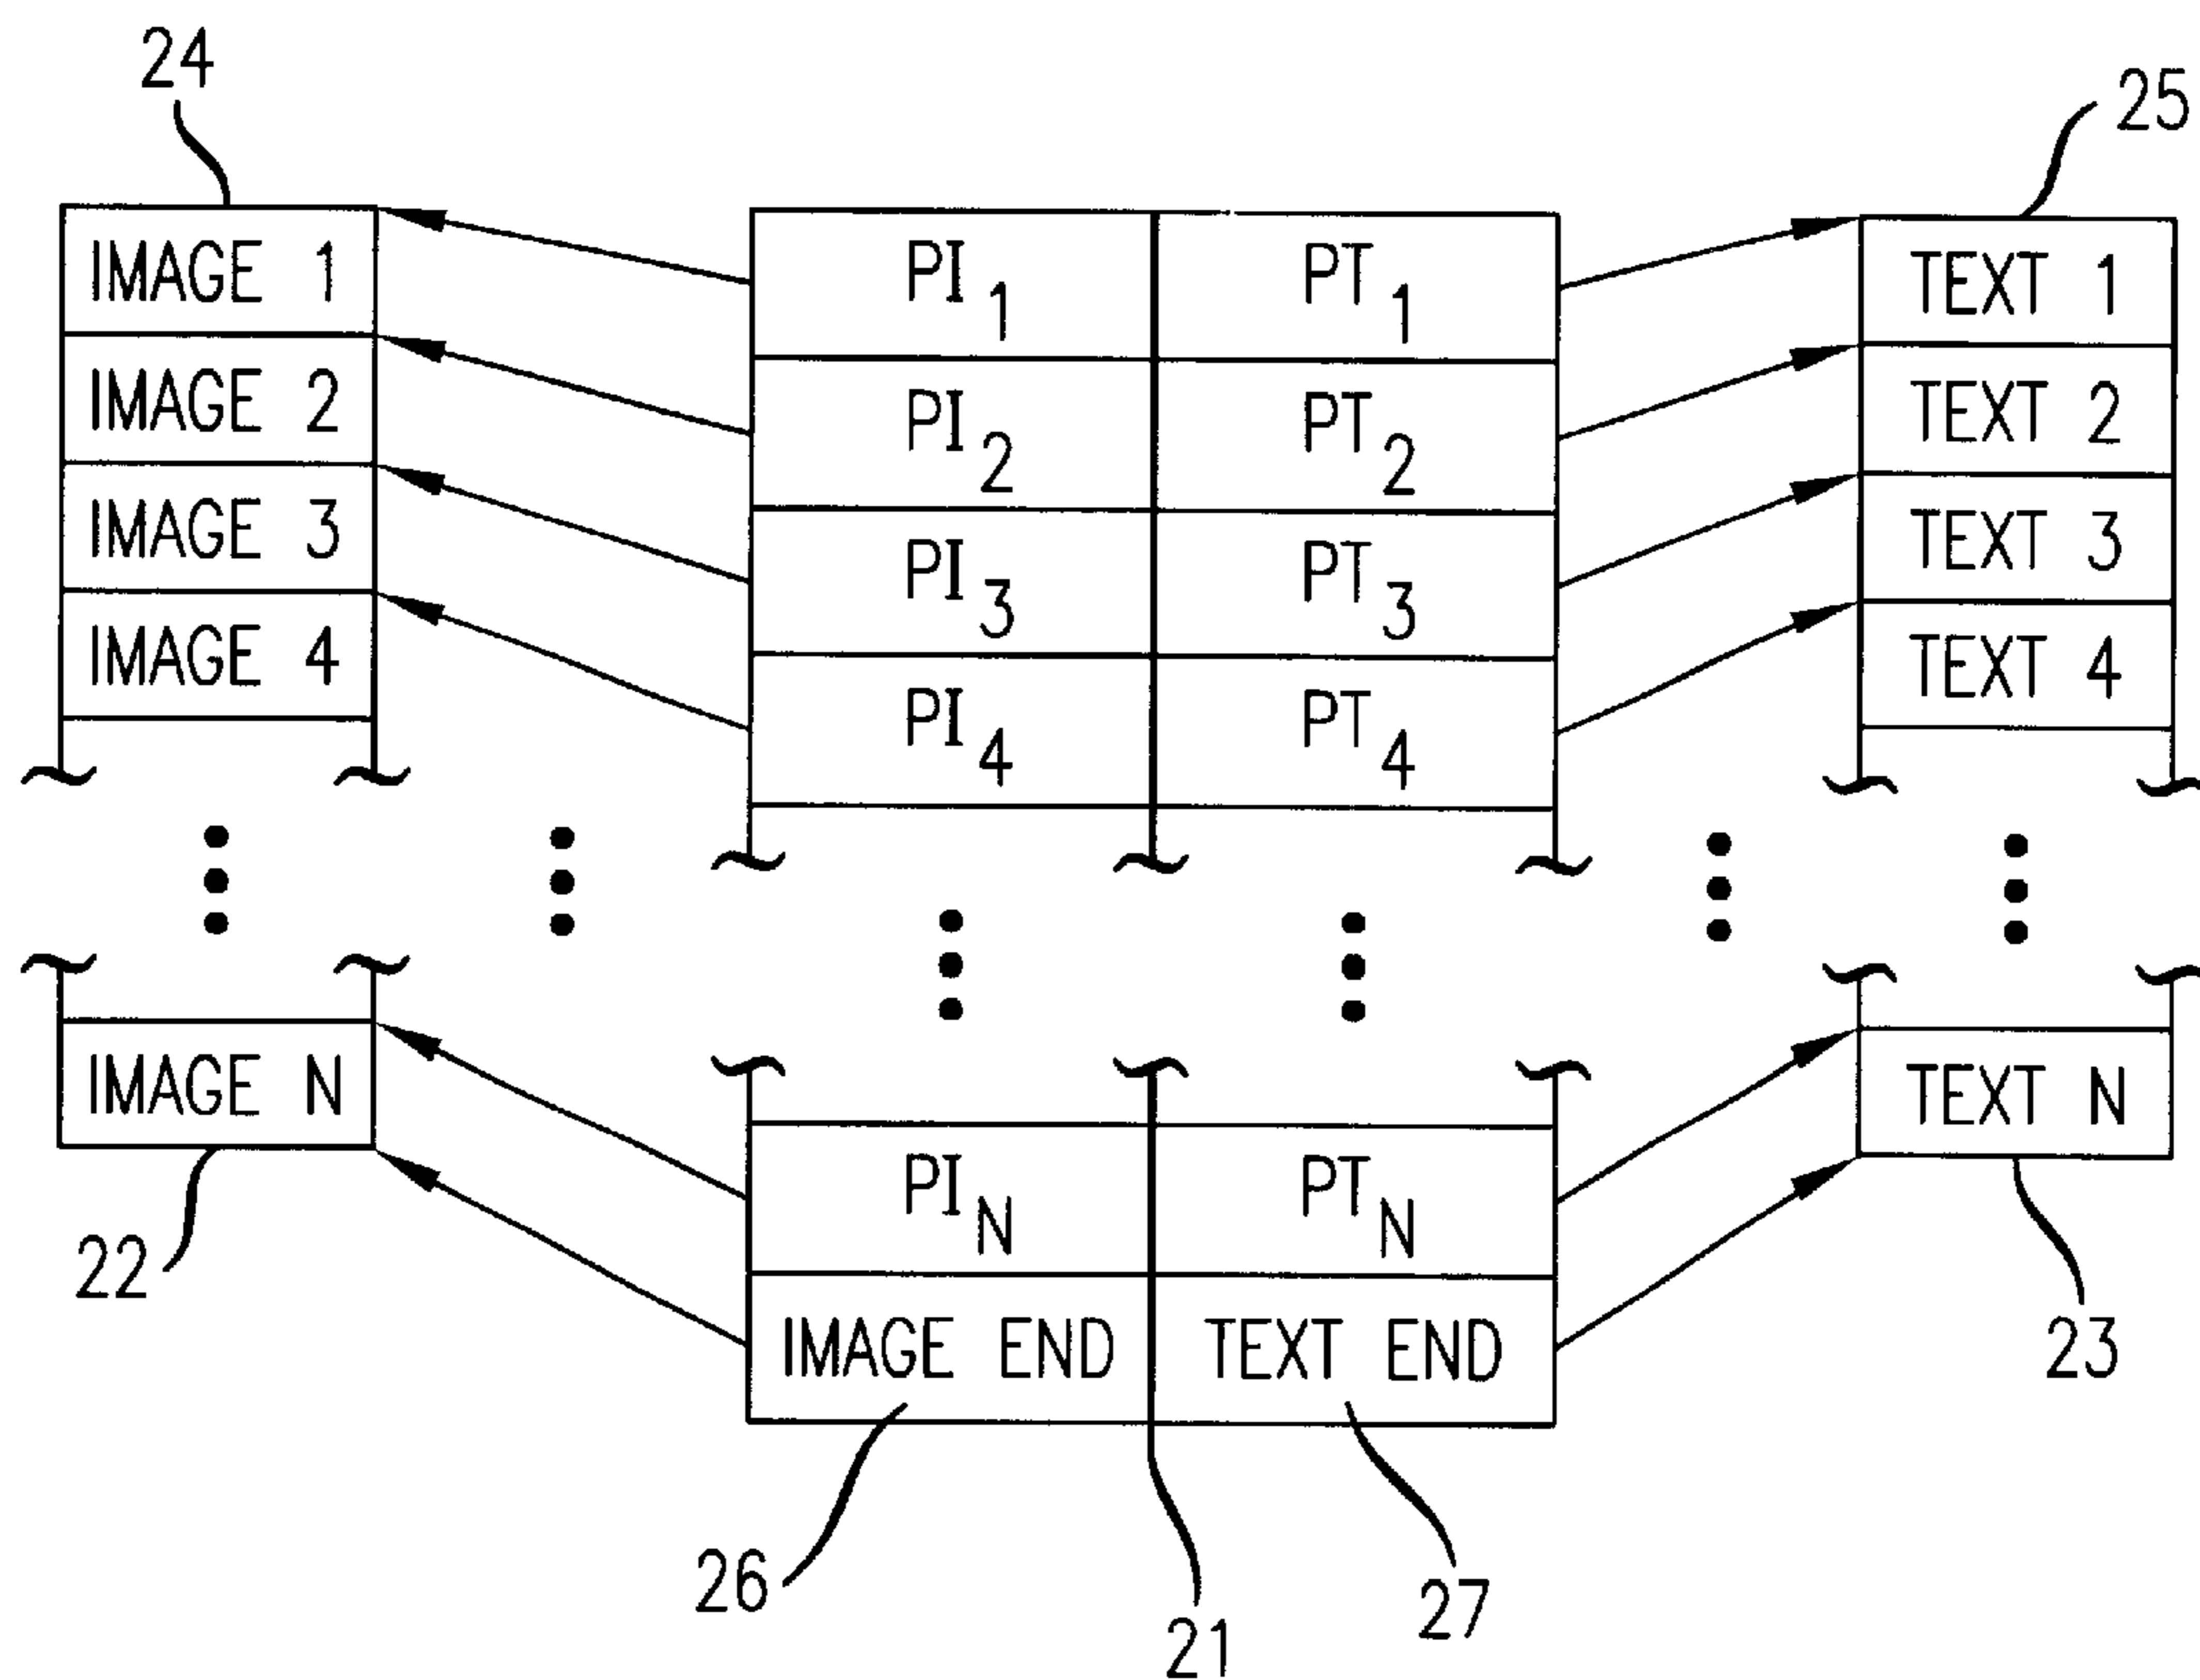 24
25
IMAGE 1
PI1
PT1
TEXT 1
IMAGE 2
PI2
PT2
TEXT 2
IMAGE 3
PI3
PT3
TEXT 3
IMAGE 4
PI4
PT4
TEXT 4
IMAGE N
PIN
PTN
TEXT N
22
IMAGE END
TEXT END
23
26
21
27